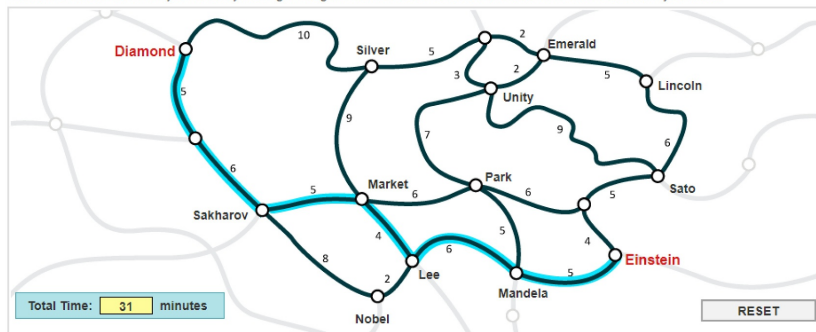 10
Diamond
Silver
5
2
Emerald
3
2
5
Lincoln
5
Unity
9
7
9
6
6
Market
5
6
Park
6
5
Sato
Sakharov
4
6
5
4
8
2
Lee
Mandela
5
Einstein
Nobel
Total Time: 31 minutes
RESET